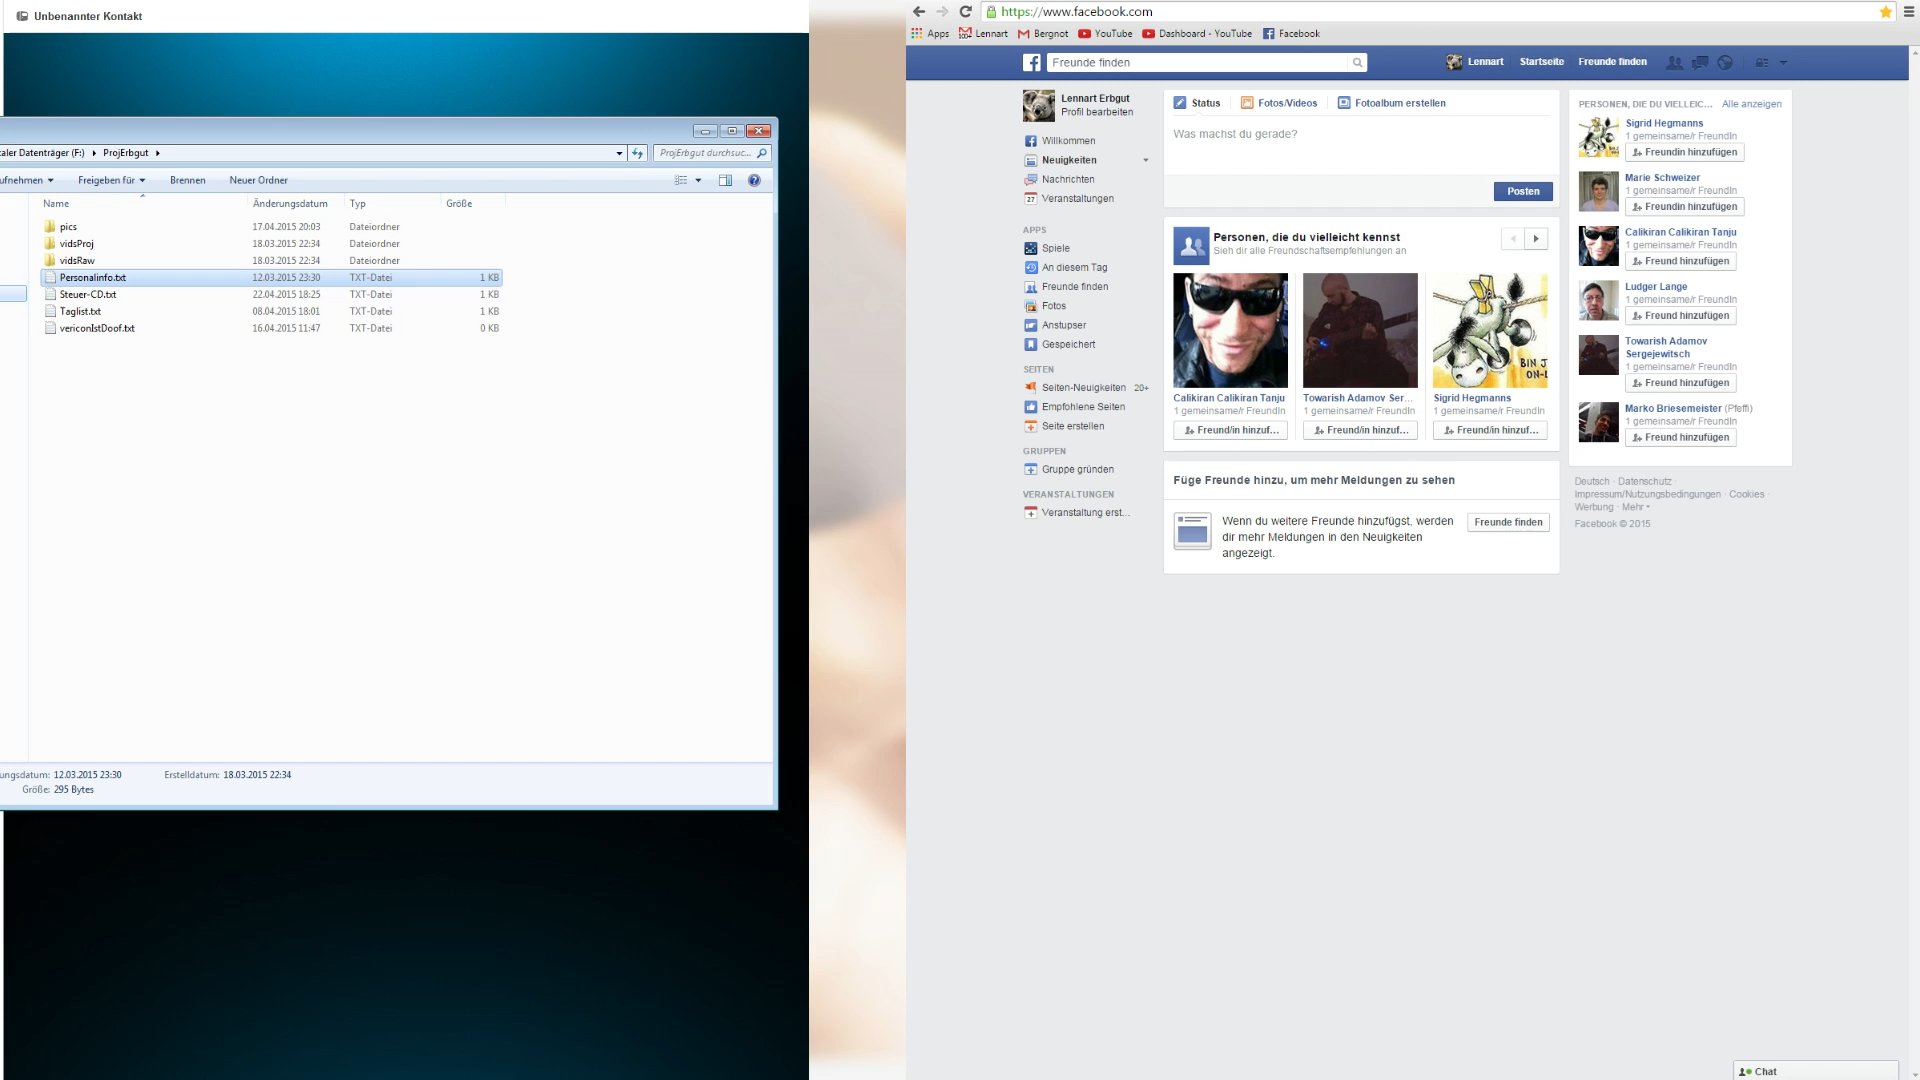 Unbenannter Kontakt
aler Datenträger (F:) ProjErbgut
ProjErbgut durchsuc...
ufnehmen Freigeben für Brennen Neuer Ordner
Name Änderungsdatum Typ Größe
pics 17.04.2015 20:03 Dateiordner
vidsProj 18.03.2015 22:34 Dateiordner
vidsRaw 18.03.2015 22:34 Dateiordner
Personalinfo.txt 12.03.2015 23:30 TXT-Datei 1 KB
Steuer-CD.txt 22.04.2015 18:25 TXT-Datei 1 KB
Taglist.txt 08.04.2015 18:01 TXT-Datei 1 KB
vericonIstDoof.txt 16.04.2015 11:47 TXT-Datei 0 KB
ungsdatum: 12.03.2015 23:30 Erstelldatum: 18.03.2015 22:34
Größe: 295 Bytes
https://www.facebook.com
Apps Lennart Bergnot YouTube Dashboard - YouTube Facebook
Freunde finden
Lennart Startseite Freunde finden
Lennart Erbgut
Profil bearbeiten
Willkommen
Neuigkeiten
Nachrichten
27 Veranstaltungen
APPS
Spiele
An diesem Tag
Freunde finden
Fotos
Anstupser
Gespeichert
SEITEN
Seiten-Neuigkeiten 20+
Empfohlene Seiten
Seite erstellen
GRUPPEN
Gruppe gründen
VERANSTALTUNGEN
Veranstaltung erst...
Status Fotos/Videos Fotoalbum erstellen
Was machst du gerade?
Posten
Personen, die du vielleicht kennst
Sieh dir alle Freundschaftsempfehlungen an
BIN J
ON-L
Calikiran Calikiran Tanju
1 gemeinsame/r FreundIn
Freund/in hinzuf...
Towarish Adamov Ser...
1 gemeinsame/r FreundIn
Freund/in hinzuf...
Sigrid Hegmanns
1 gemeinsame/r FreundIn
Freund/in hinzuf...
Füge Freunde hinzu, um mehr Meldungen zu sehen
Wenn du weitere Freunde hinzufügst, werden
dir mehr Meldungen in den Neuigkeiten
angezeigt.
Freunde finden
PERSONEN, DIE DU VIELLEIC... Alle anzeigen
Sigrid Hegmanns
1 gemeinsame/r FreundIn
Freundin hinzufügen
Marie Schweizer
1 gemeinsame/r FreundIn
Freundin hinzufügen
Calikiran Calikiran Tanju
1 gemeinsame/r FreundIn
Freund hinzufügen
Ludger Lange
1 gemeinsame/r FreundIn
Freund hinzufügen
Towarish Adamov
Sergejewitsch
1 gemeinsame/r FreundIn
Freund hinzufügen
Marko Briesemeister (Pfeffi)
1 gemeinsame/r FreundIn
Freund hinzufügen
Deutsch · Datenschutz ·
Impressum/Nutzungsbedingungen · Cookies ·
Werbung · Mehr
Facebook © 2015
Chat